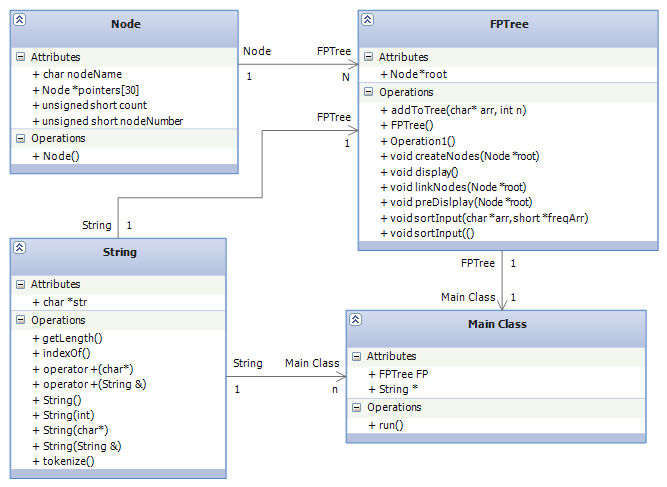 Node
Attributes
+ char nodeName
+ Node *pointers[30]
+ unsigned short count
+ unsigned short nodeNumber
Operations
+ Node()
Node
FPTree
1
N
FPTree
Attributes
+ Node *root
Operations
+ addToTree(char* arr, int n)
+ FPTree()
+ Operation1()
+ void createNodes(Node *root)
+ void display()
+ void linkNodes(Node *root)
+ void preDislplay(Node *root)
+ void sortInput(char *arr,short *freqArr)
+ void sortInput(()
FPTree
1
String
1
String
Attributes
+ char *str
Operations
+ getLength()
+ indexOf()
+ operator +(char*)
+ operator +(String &)
+ String()
+ String(int)
+ String(char*)
+ String(String &)
+ tokenize()
FPTree
1
Main Class
1
String
Main Class
1
n
Main Class
Attributes
+ FPTree FP
+ String *
Operations
+ run()